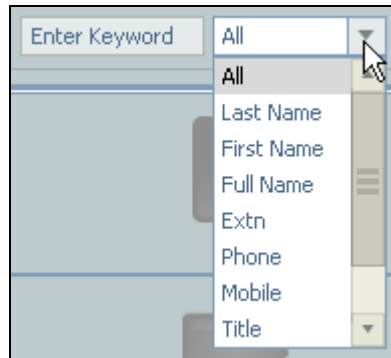 Enter Keyword All
All
Last Name
First Name
Full Name
Extn
Phone
Mobile
Title